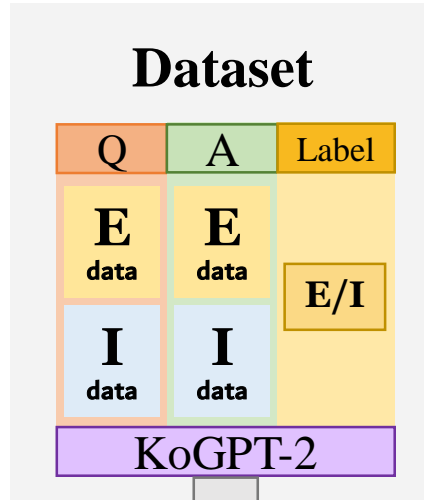 Dataset
Q A Label
E E
data data
E/I
I I
data data
KoGPT-2